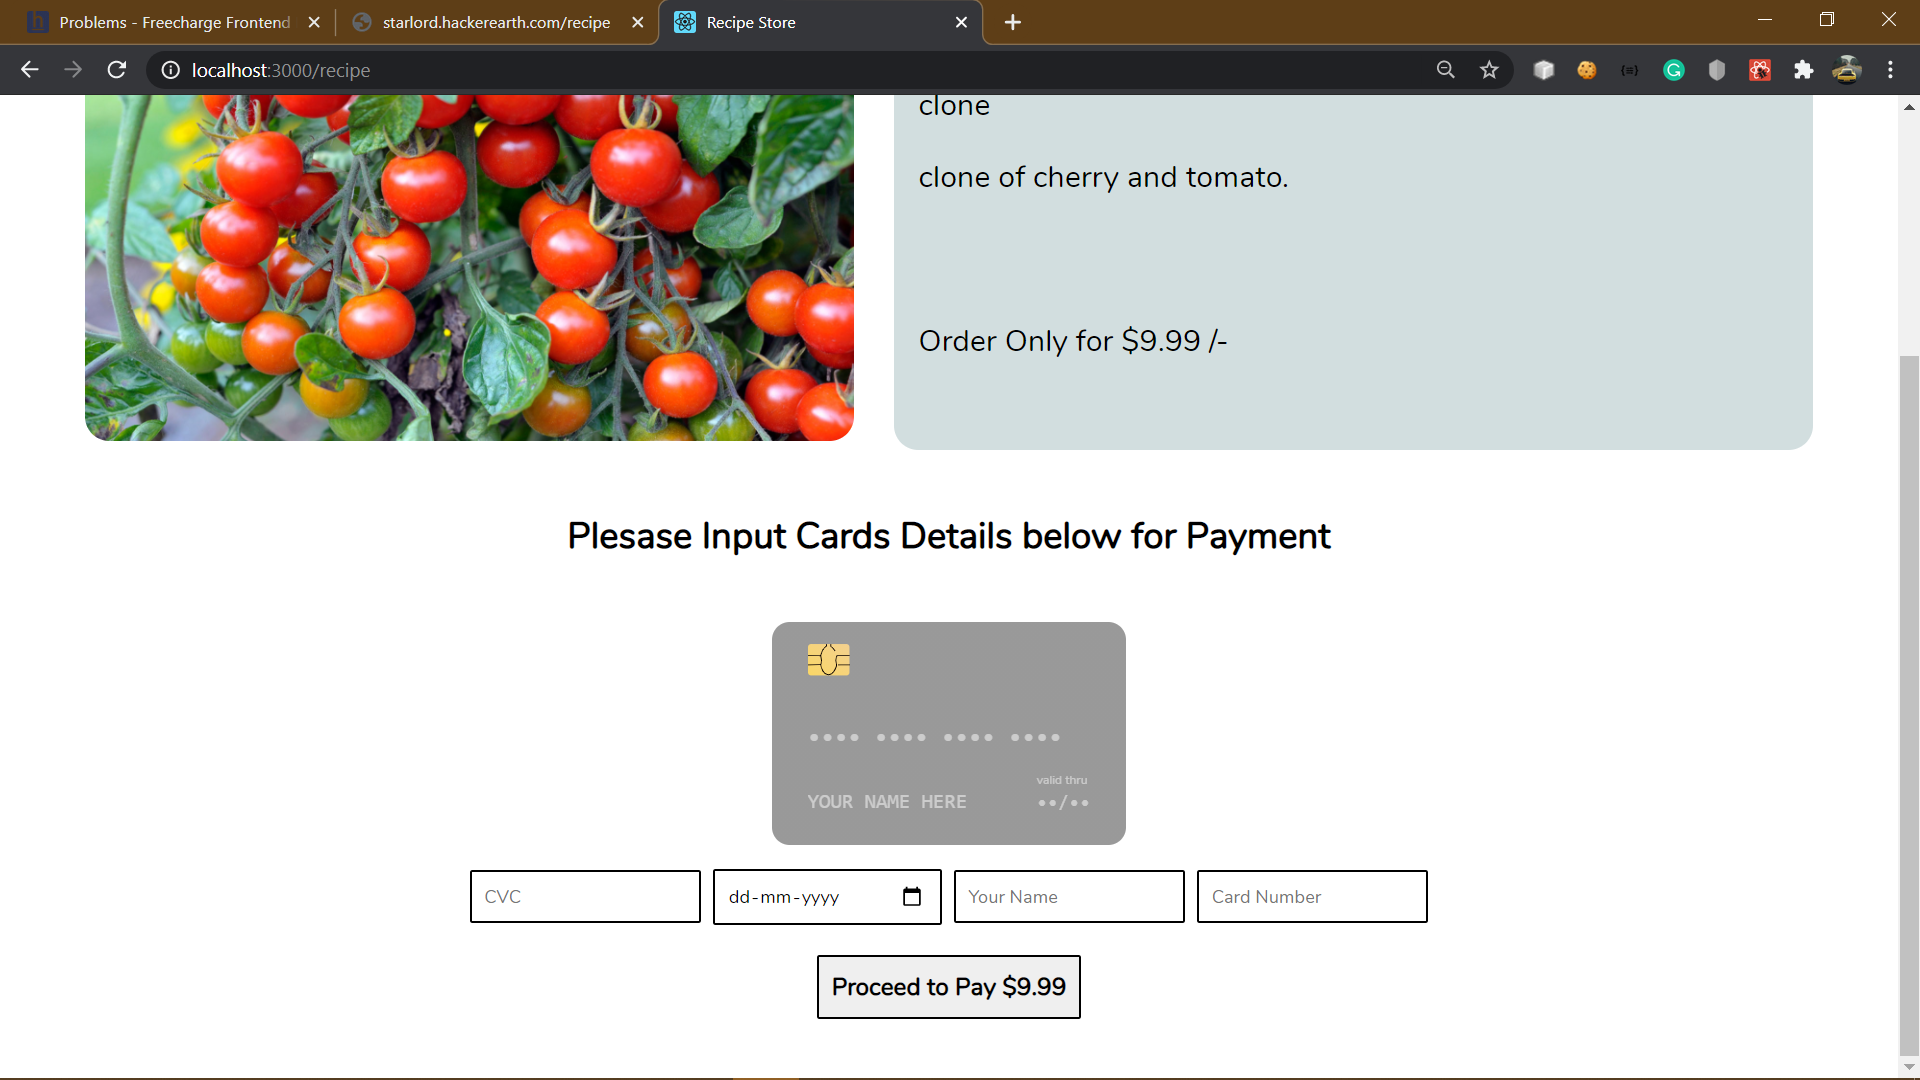 Problems - Freecharge Frontend
starlord.hackerearth.com/recipe
Recipe Store
localhost:3000/recipe
clone
clone of cherry and tomato.
Order Only for $9.99 /-
Plesase Input Cards Details below for Payment
•••• •••• •••• ••••
valid thru
YOUR NAME HERE ••/••
CVC dd-mm-yyyy Your Name Card Number
Proceed to Pay $9.99